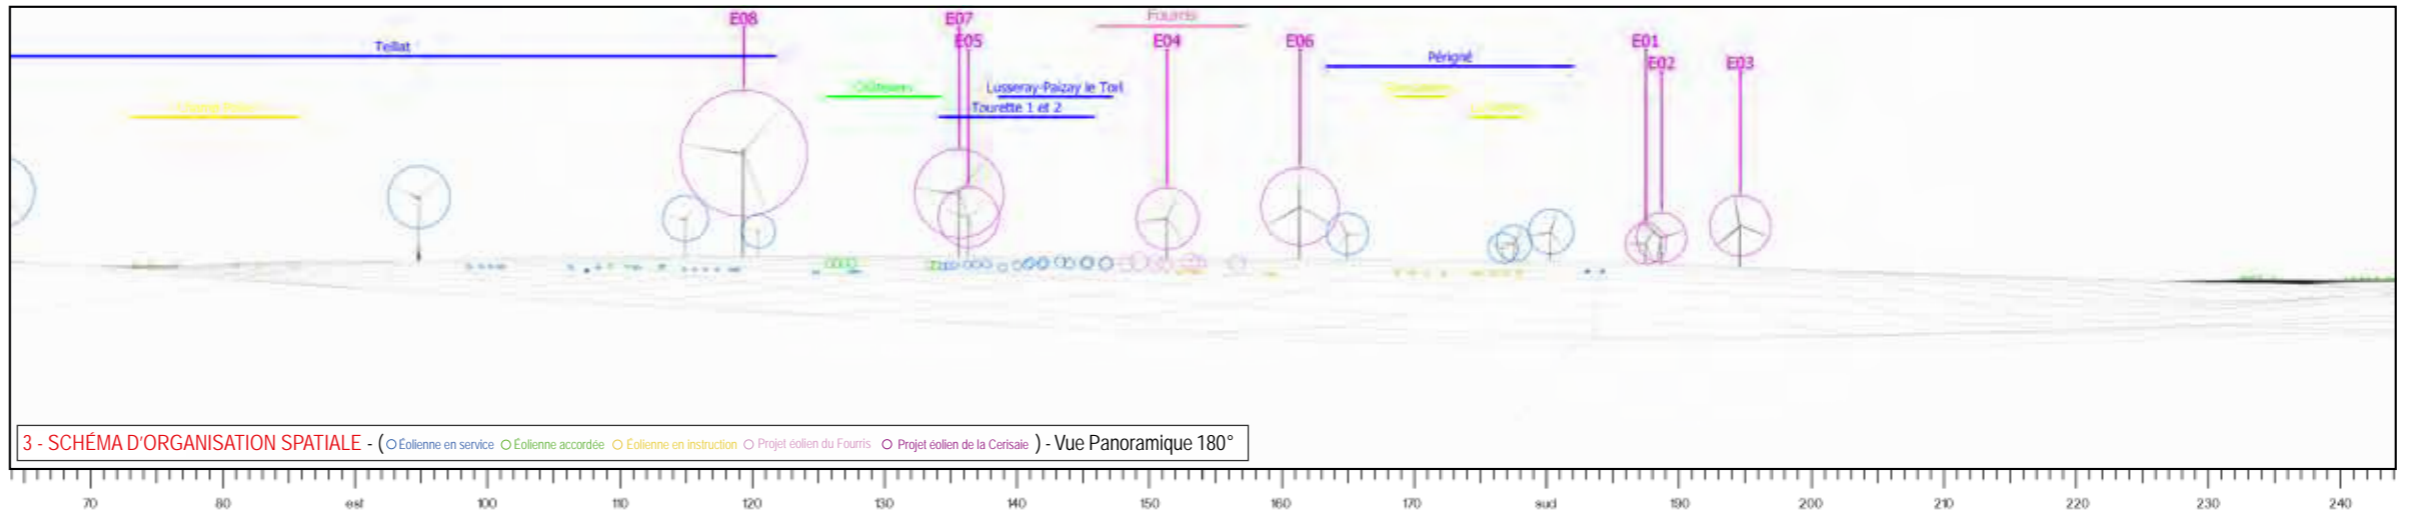 E08
E07
Fourris
Teillat
E05
E04
E06
E01
Périgné
E02
E03
Lusseray-Paizay le Tort
Tourette 1 et 2
3 - SCHÉMA D'ORGANISATION SPATIALE - ( Éolienne en service Éolienne accordée Éolienne en instruction Projet éolien du Fourris Projet éolien de la Cerisaie ) - Vue Panoramique 180°
70 80 est 100 110 120 130 140 150 160 170 sud 190 200 210 220 230 240